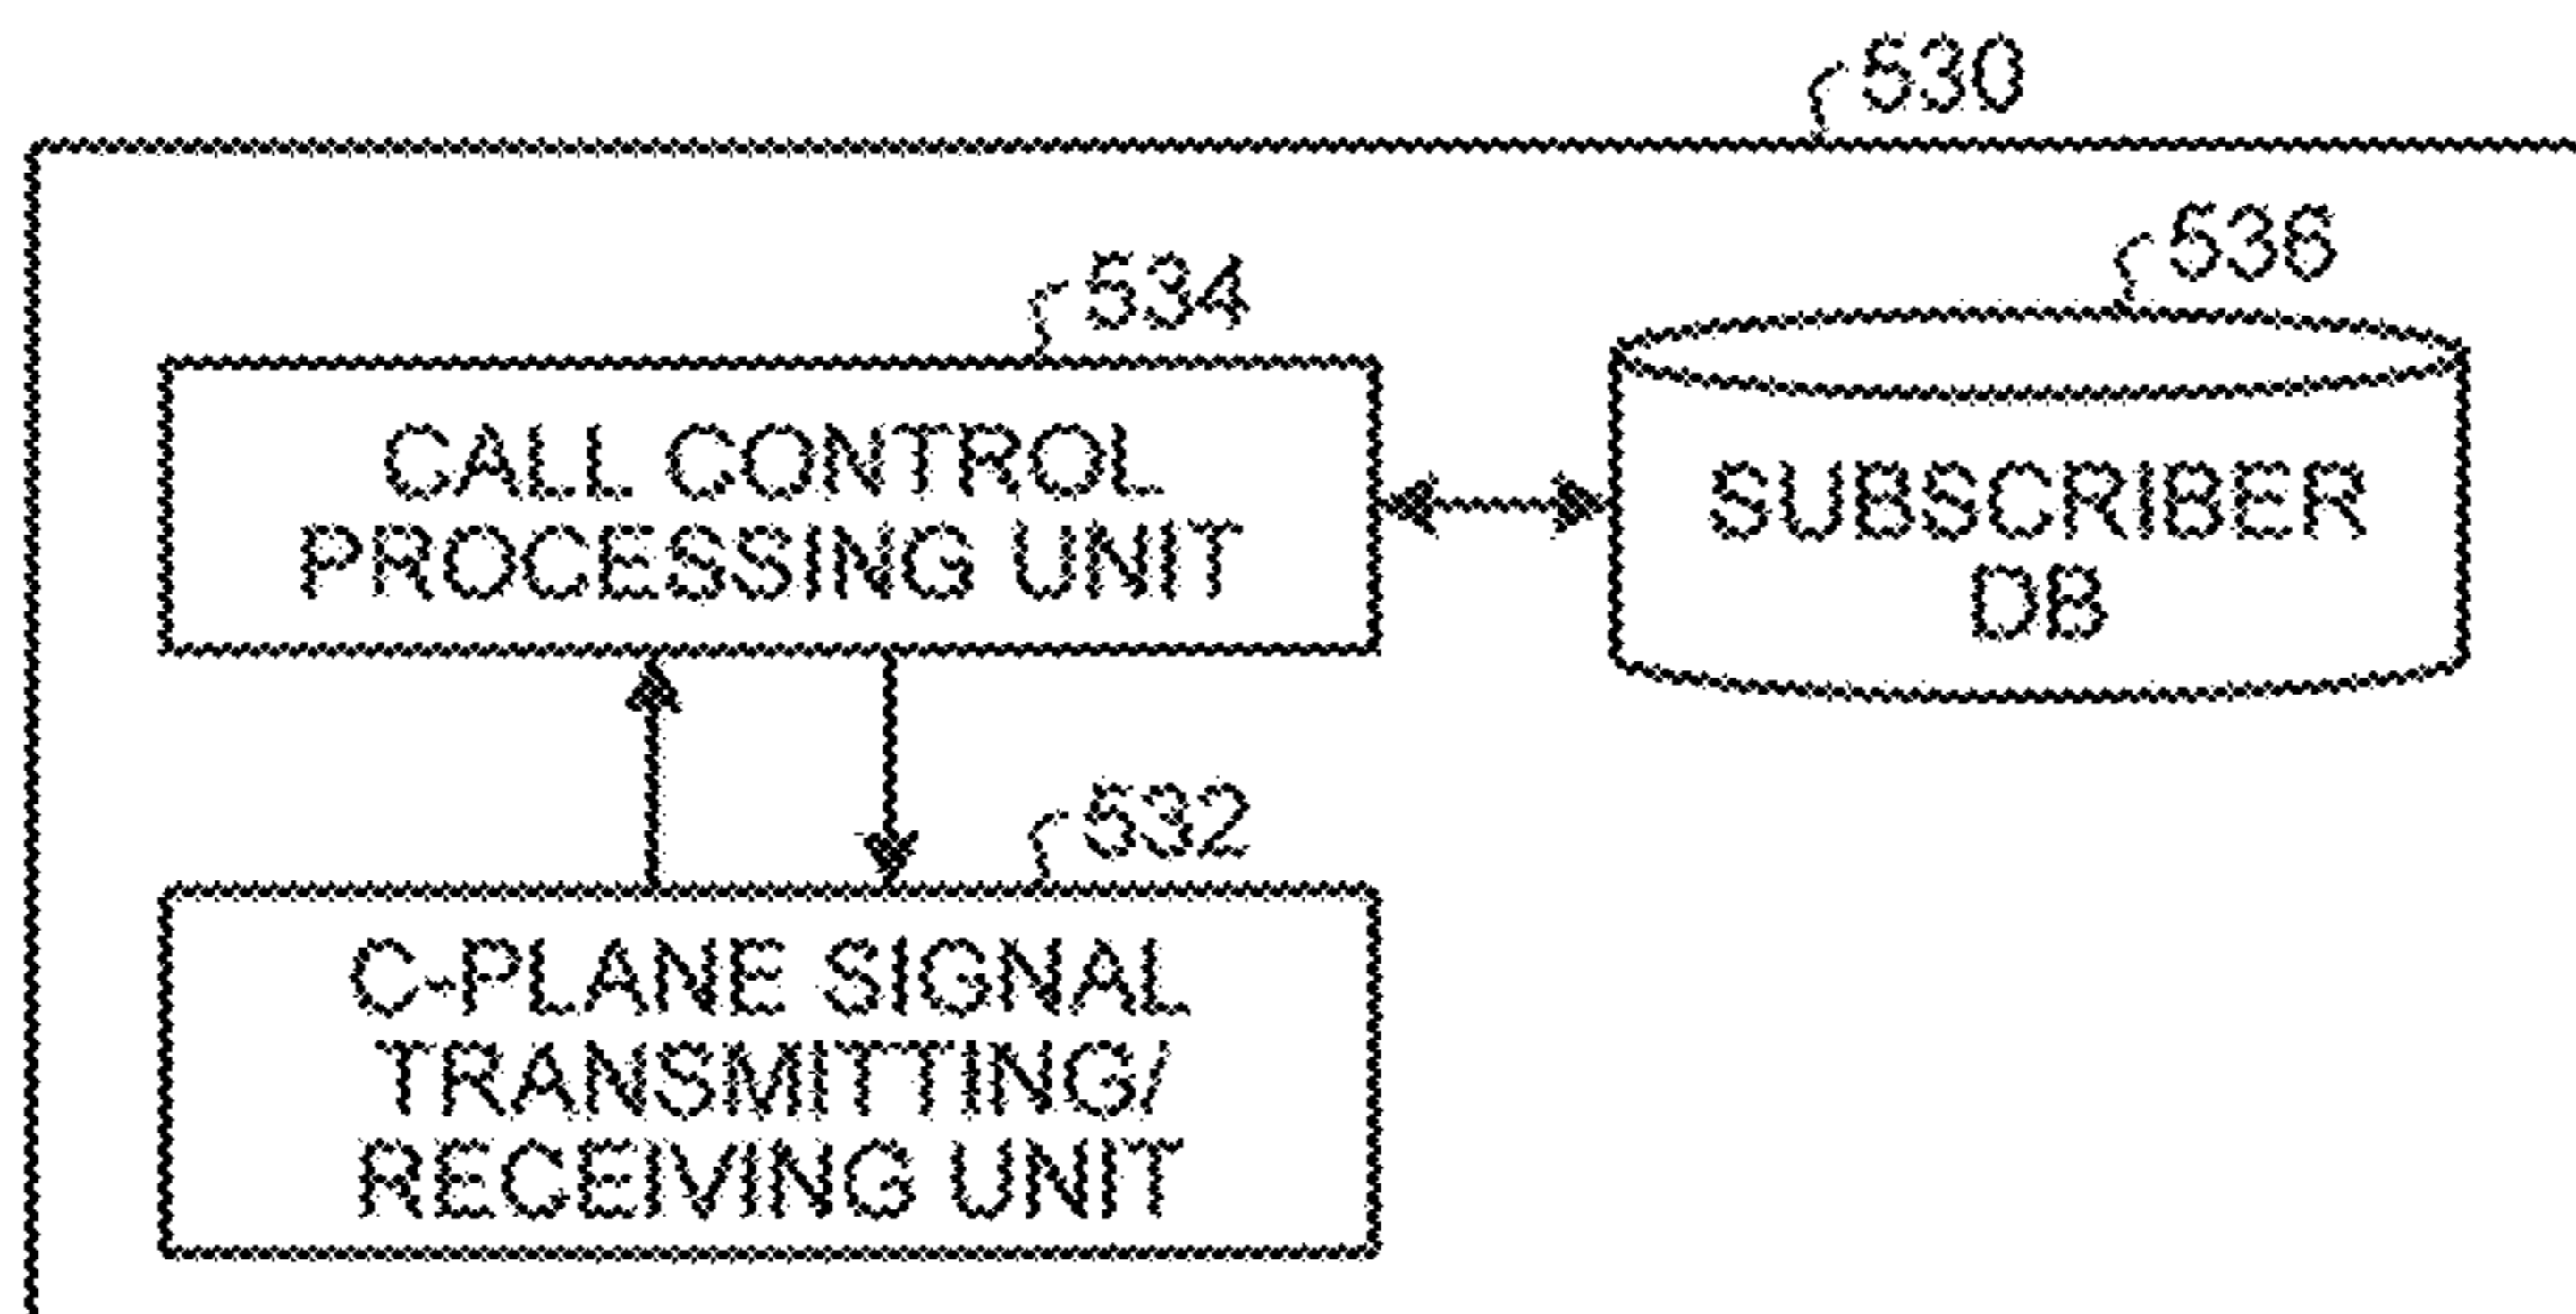 530
536
534
CALL CONTROL
PROCESSING UNIT
SUBSCRIBER
DB
532
C-PLANE SIGNAL
TRANSMITTING/
RECEIVING UNIT